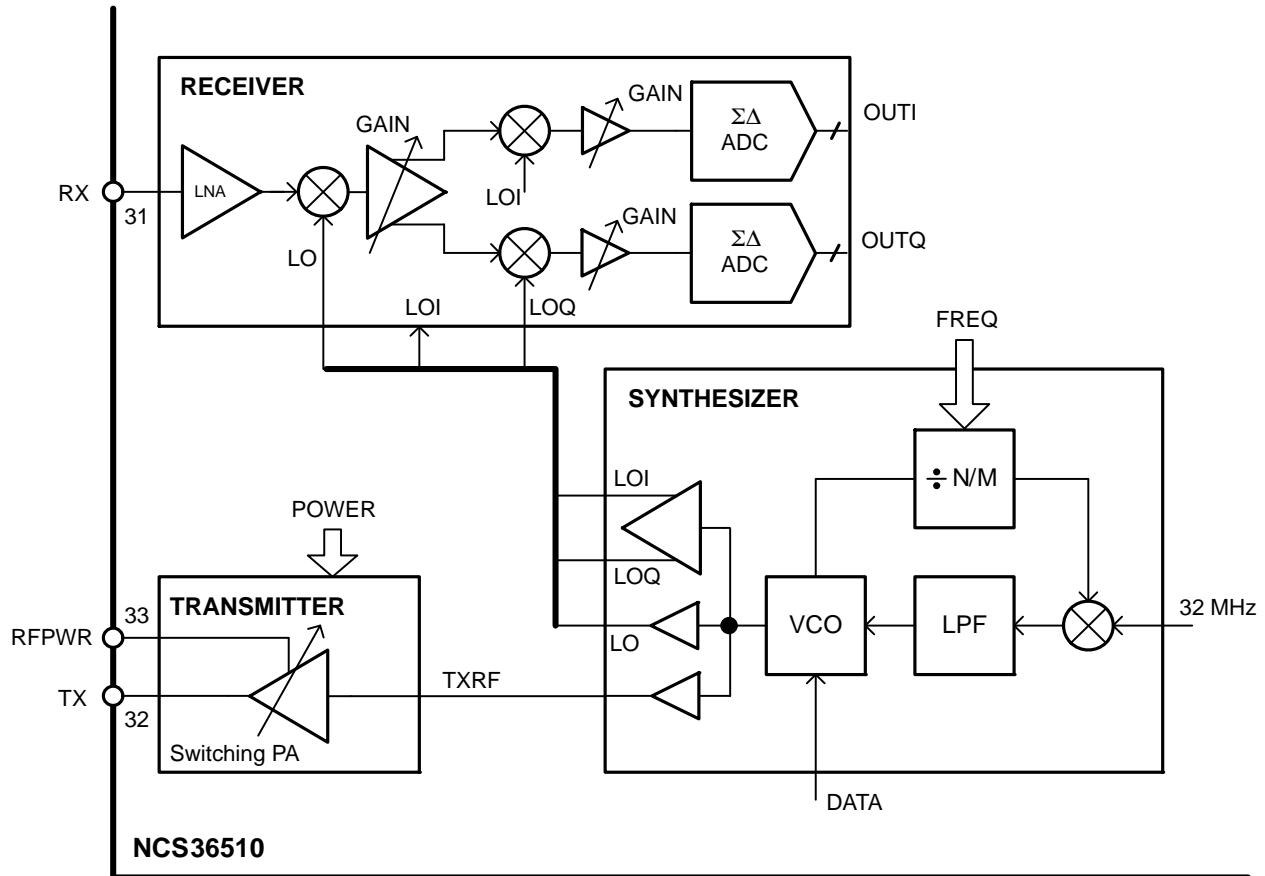 RECEIVER
GAIN
GAIN
ΣΔ
ADC
OUTI
RX
31
LNA
LO
LOI
GAIN
ΣΔ
ADC
OUTQ
LOI
LOQ
FREQ
SYNTHESIZER
÷ N/M
LOI
LOQ
LO
VCO
LPF
32 MHz
POWER
TRANSMITTER
33
RFPWR
TX
32
Switching PA
TXRF
DATA
NCS36510